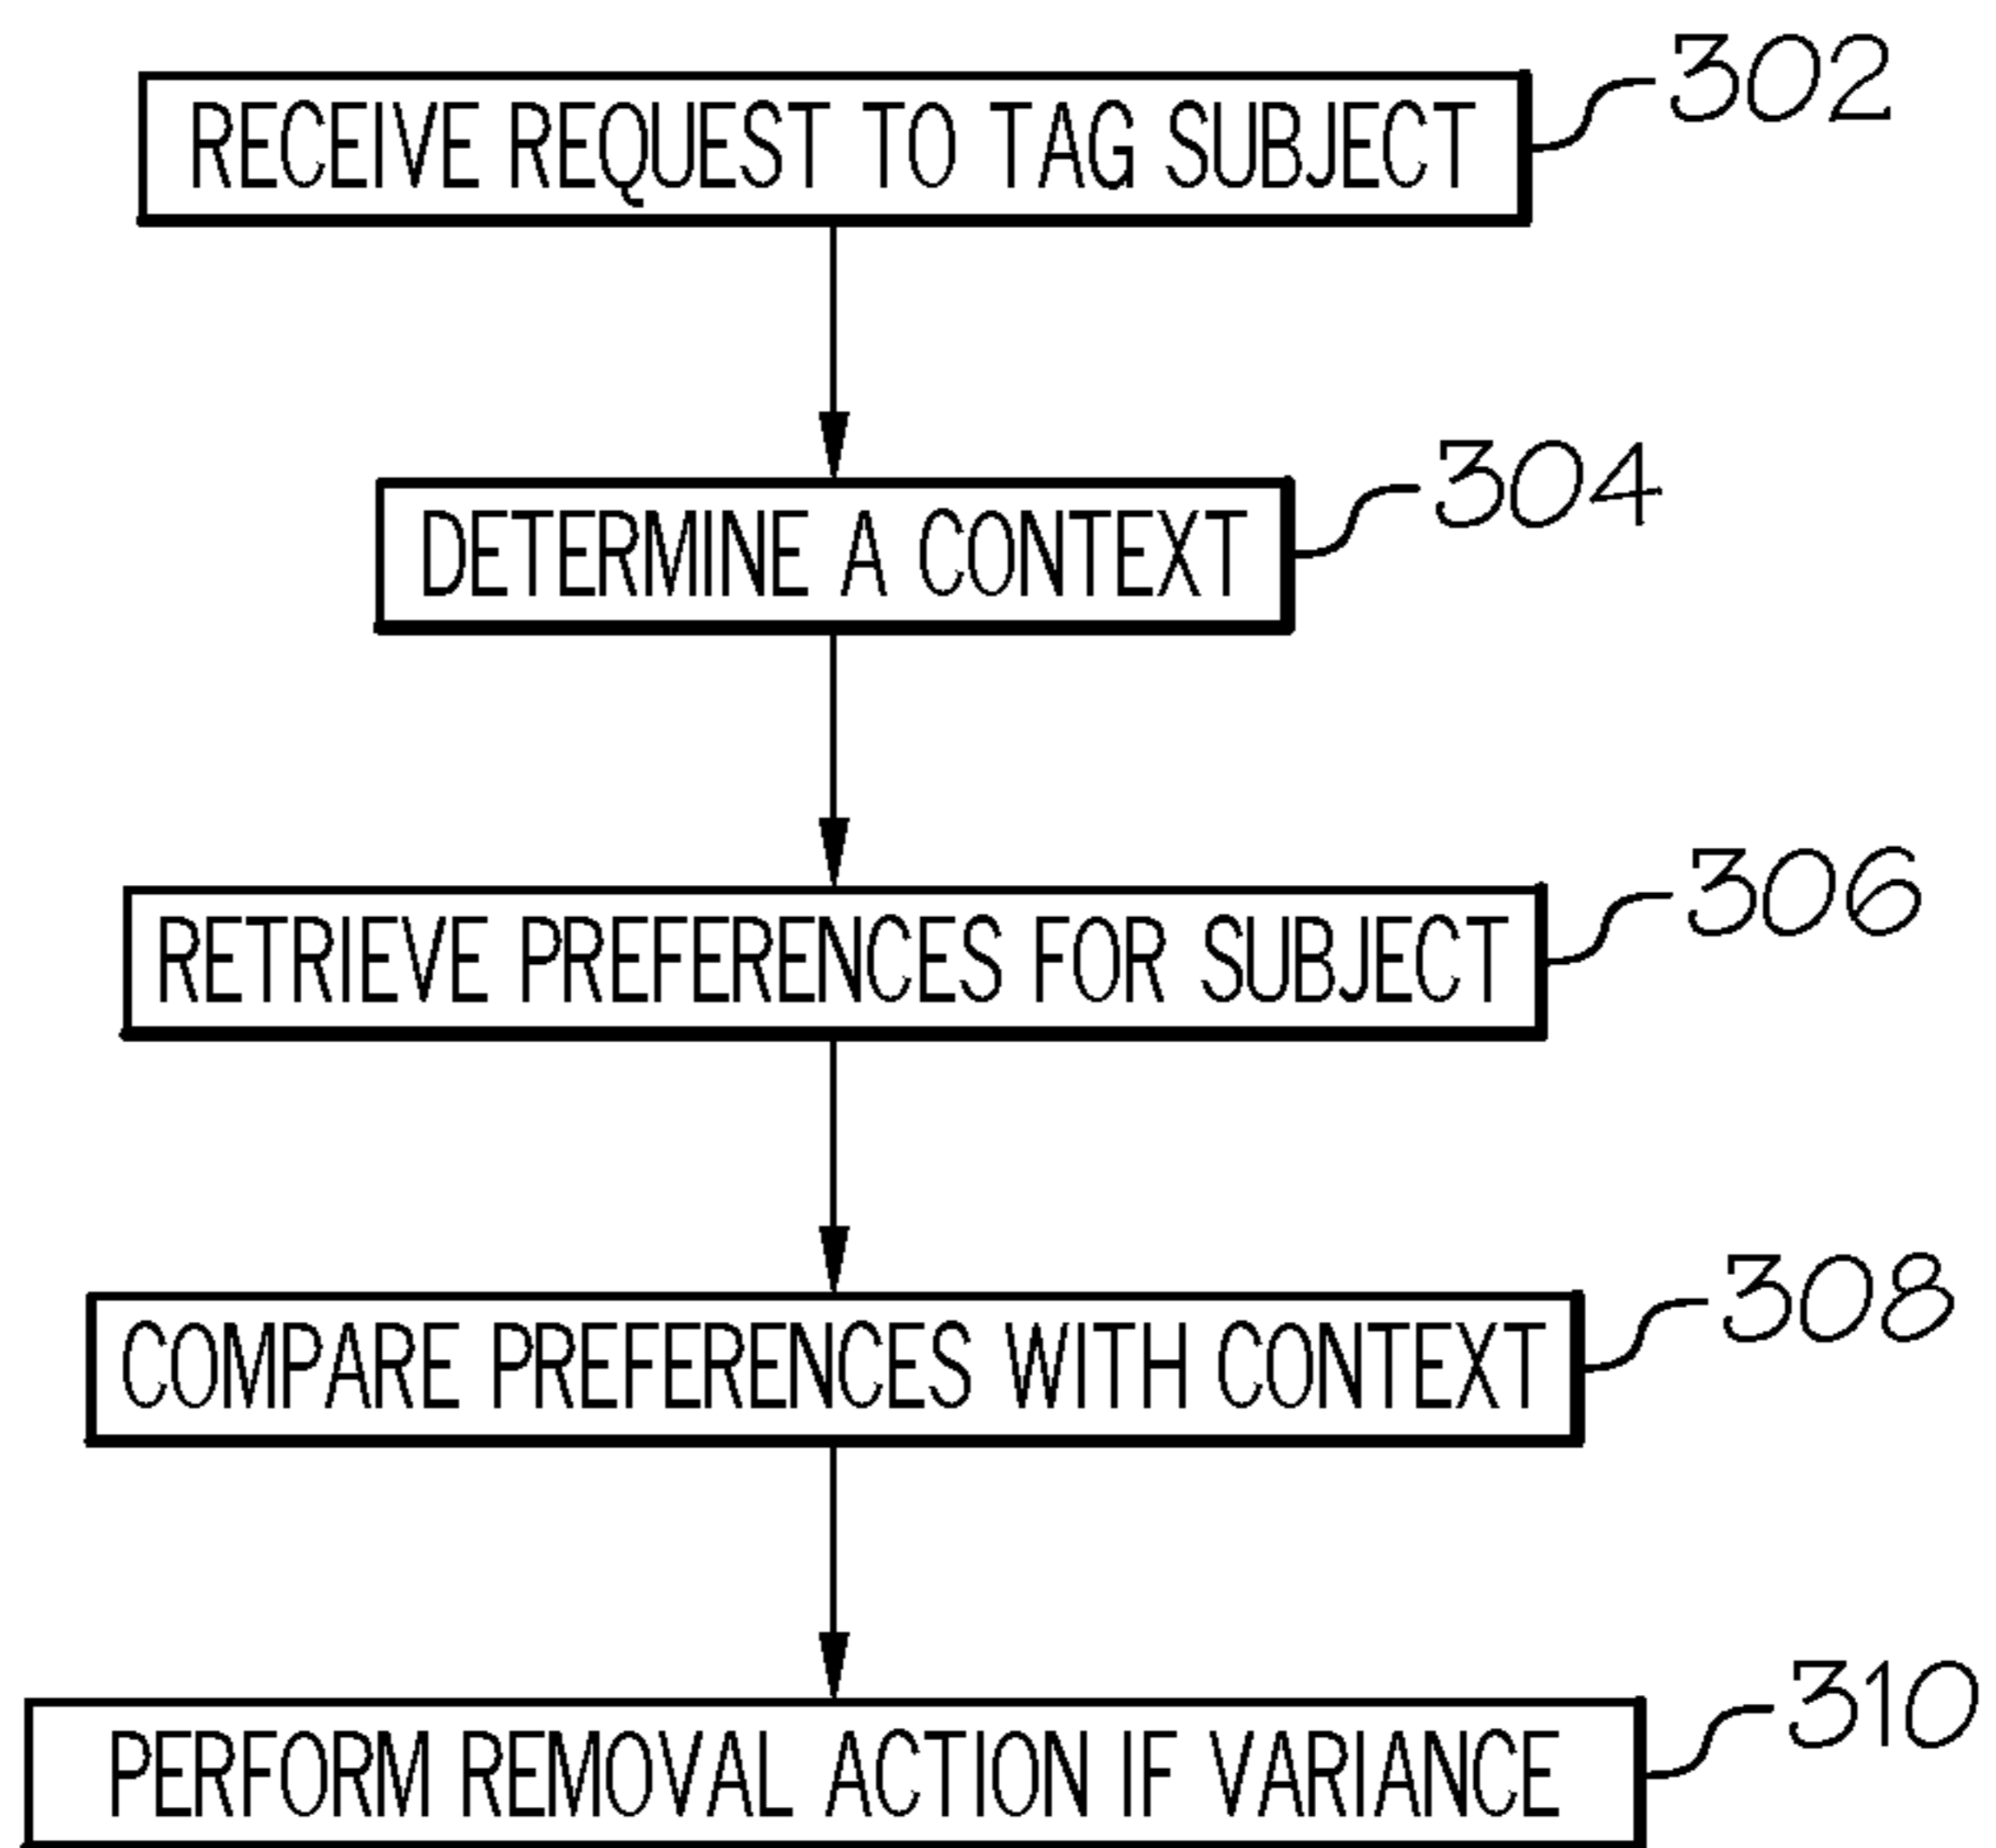 RECEIVE REQUEST TO TAG SUBJECT 302
DETERMINE A CONTEXT 304
RETRIEVE PREFERENCES FOR SUBJECT 306
COMPARE PREFERENCES WITH CONTEXT 308
PERFORM REMOVAL ACTION IF VARIANCE 310